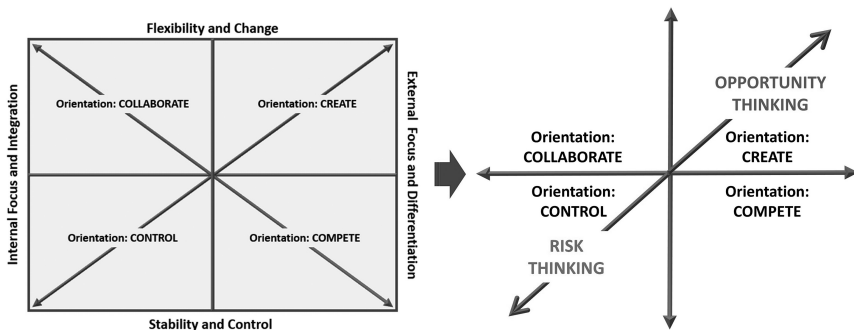 Flexibility and Change
Internal Focus and Integration
External Focus and Differentiation
Orientation: COLLABORATE
Orientation: CREATE
Orientation: CONTROL
Orientation: COMPETE
Stability and Control
OPPORTUNITY
THINKING
Orientation:
COLLABORATE
Orientation:
CREATE
Orientation:
CONTROL
Orientation:
COMPETE
RISK
THINKING